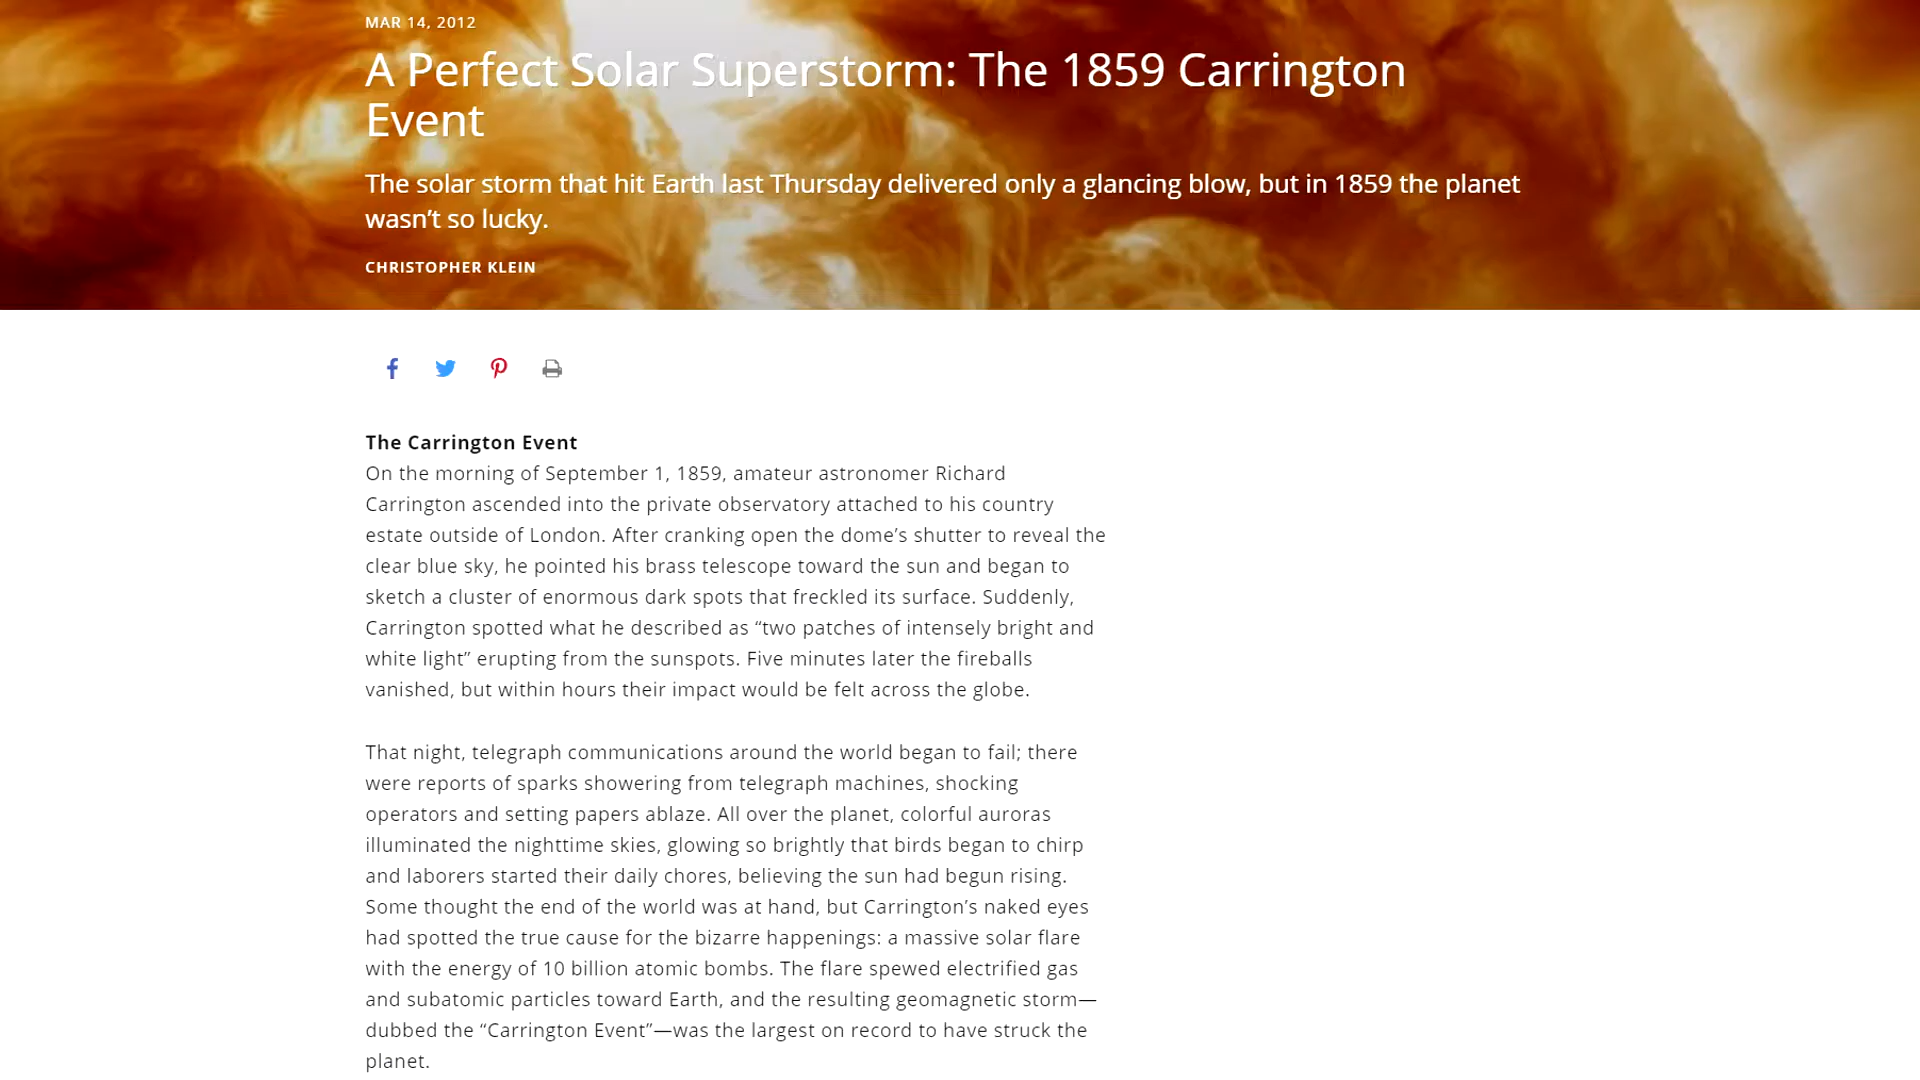 MAR 14, 2012
A Perfect Solar Superstorm: The 1859 Carrington
Event
The solar storm that hit Earth last Thursday delivered only a glancing blow, but in 1859 the planet
wasn’t so lucky.
CHRISTOPHER KLEIN
The Carrington Event
On the morning of September 1, 1859, amateur astronomer Richard
Carrington ascended into the private observatory attached to his country
estate outside of London. After cranking open the dome’s shutter to reveal the
clear blue sky, he pointed his brass telescope toward the sun and began to
sketch a cluster of enormous dark spots that freckled its surface. Suddenly,
Carrington spotted what he described as “two patches of intensely bright and
white light” erupting from the sunspots. Five minutes later the fireballs
vanished, but within hours their impact would be felt across the globe.
That night, telegraph communications around the world began to fail; there
were reports of sparks showering from telegraph machines, shocking
operators and setting papers ablaze. All over the planet, colorful auroras
illuminated the nighttime skies, glowing so brightly that birds began to chirp
and laborers started their daily chores, believing the sun had begun rising.
Some thought the end of the world was at hand, but Carrington’s naked eyes
had spotted the true cause for the bizarre happenings: a massive solar flare
with the energy of 10 billion atomic bombs. The flare spewed electrified gas
and subatomic particles toward Earth, and the resulting geomagnetic storm—
dubbed the “Carrington Event”—was the largest on record to have struck the
planet.